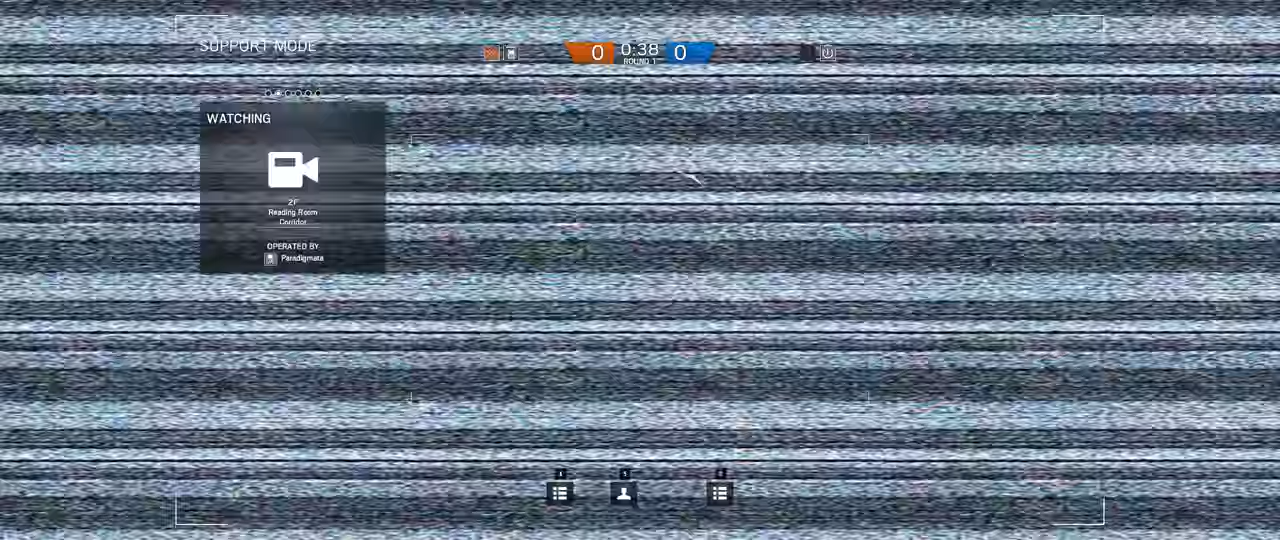 SUPPORT MODE
0 0:38 0
ROUND 1
WATCHING
2F
Reading Room
Corridor
OPERATED BY
Paradigmata